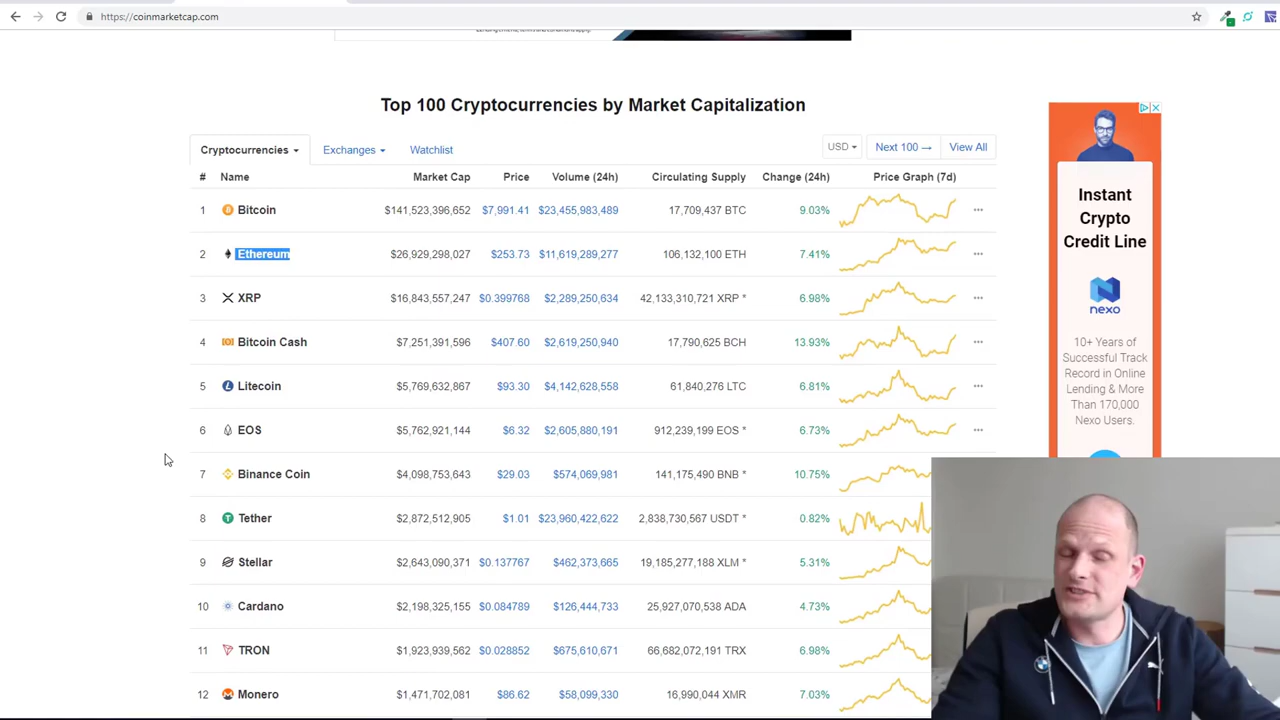 https://coinmarketcap.com
Top 100 Cryptocurrencies by Market Capitalization
Cryptocurrencies Exchanges Watchlist USD Next 100 → View All
# Name Market Cap Price Volume (24h) Circulating Supply Change (24h) Price Graph (7d)
1 Bitcoin $141,523,396,652 $7,991.41 $23,455,983,489 17,709,437 BTC 9.03%
2 Ethereum $26,929,298,027 $253.73 $11,619,289,277 106,132,100 ETH 7.41%
3 XRP $16,843,557,247 $0.399768 $2,289,250,634 42,133,310,721 XRP * 6.98%
4 Bitcoin Cash $7,251,391,596 $407.60 $2,619,250,940 17,790,625 BCH 13.93%
5 Litecoin $5,769,632,867 $93.30 $4,142,628,558 61,840,276 LTC 6.81%
6 EOS $5,762,921,144 $6.32 $2,605,880,191 912,239,199 EOS * 6.73%
7 Binance Coin $4,098,753,643 $29.03 $574,069,981 141,175,490 BNB * 10.75%
8 Tether $2,872,512,905 $1.01 $23,960,422,622 2,838,730,567 USDT * 0.82%
9 Stellar $2,643,090,371 $0.137767 $462,373,665 19,185,277,188 XLM * 5.31%
10 Cardano $2,198,325,155 $0.084789 $126,444,733 25,927,070,538 ADA 4.73%
11 TRON $1,923,939,562 $0.028852 $675,610,671 66,682,072,191 TRX 6.98%
12 Monero $1,471,702,081 $86.62 $58,099,330 16,990,044 XMR 7.03%
Instant
Crypto
Credit Line
nexo
10+ Years of
Successful Track
Record in Online
Lending & More
Than 170,000
Nexo Users.